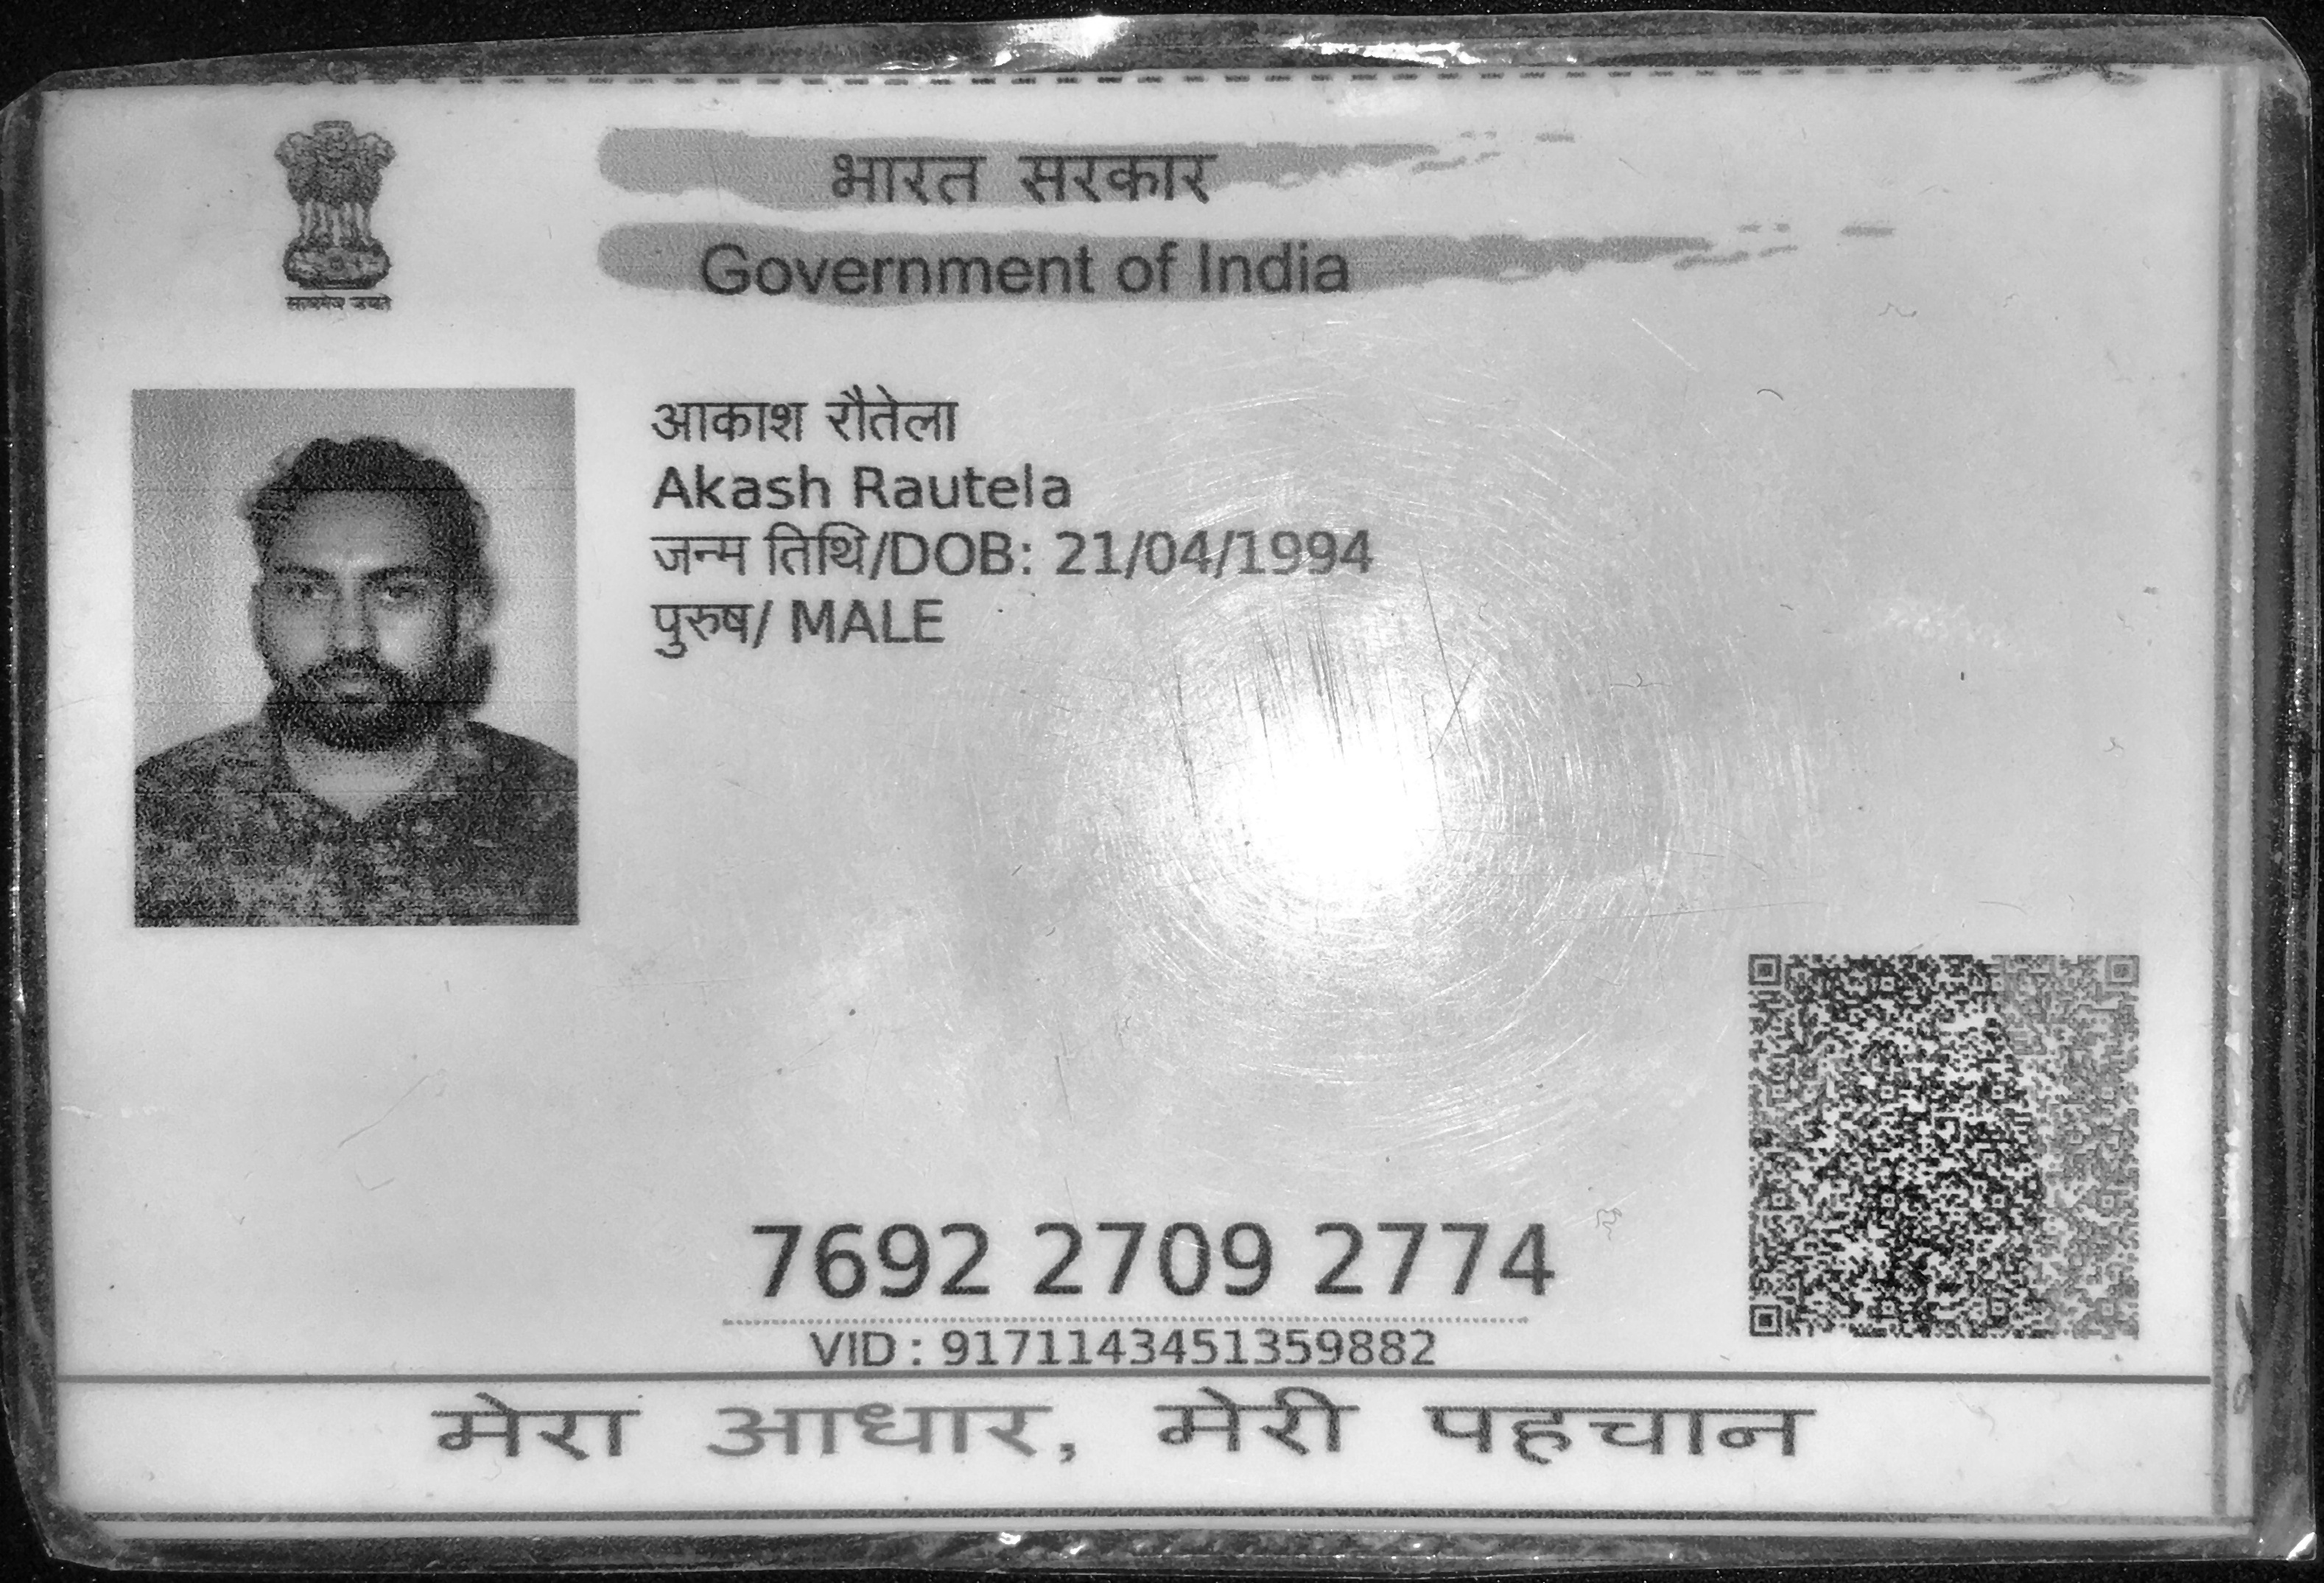 भारत सरकार
Government of India
सत्यमेव जयते
आकाश रौतेला
Akash Rautela
जन्म तिथि/DOB: 21/04/1994
पुरुष/ MALE
7692 2709 2774
VID : 9171143451359882
मेरा आधार, मेरी पहचान